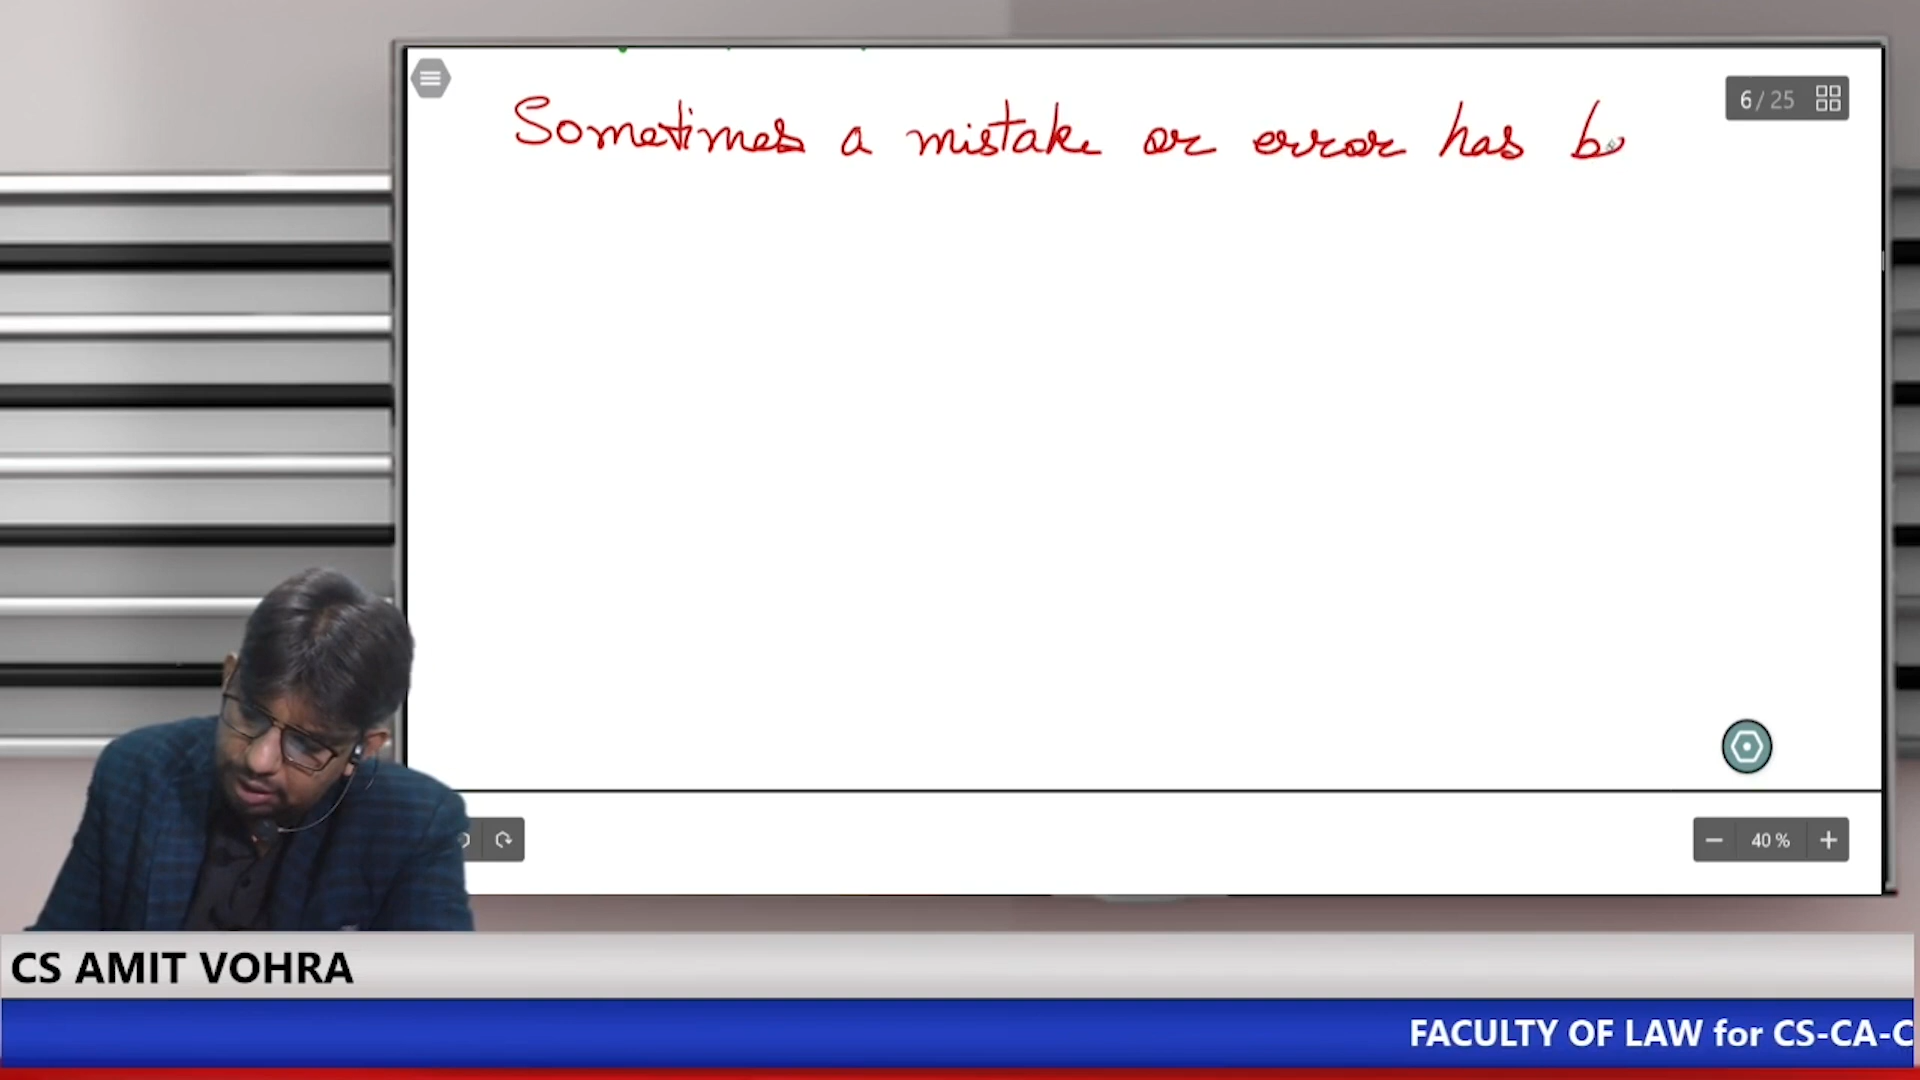 Sometimes a mistake or error has b
6 / 25
40 %
CS AMIT VOHRA
FACULTY OF LAW for CS-CA-C